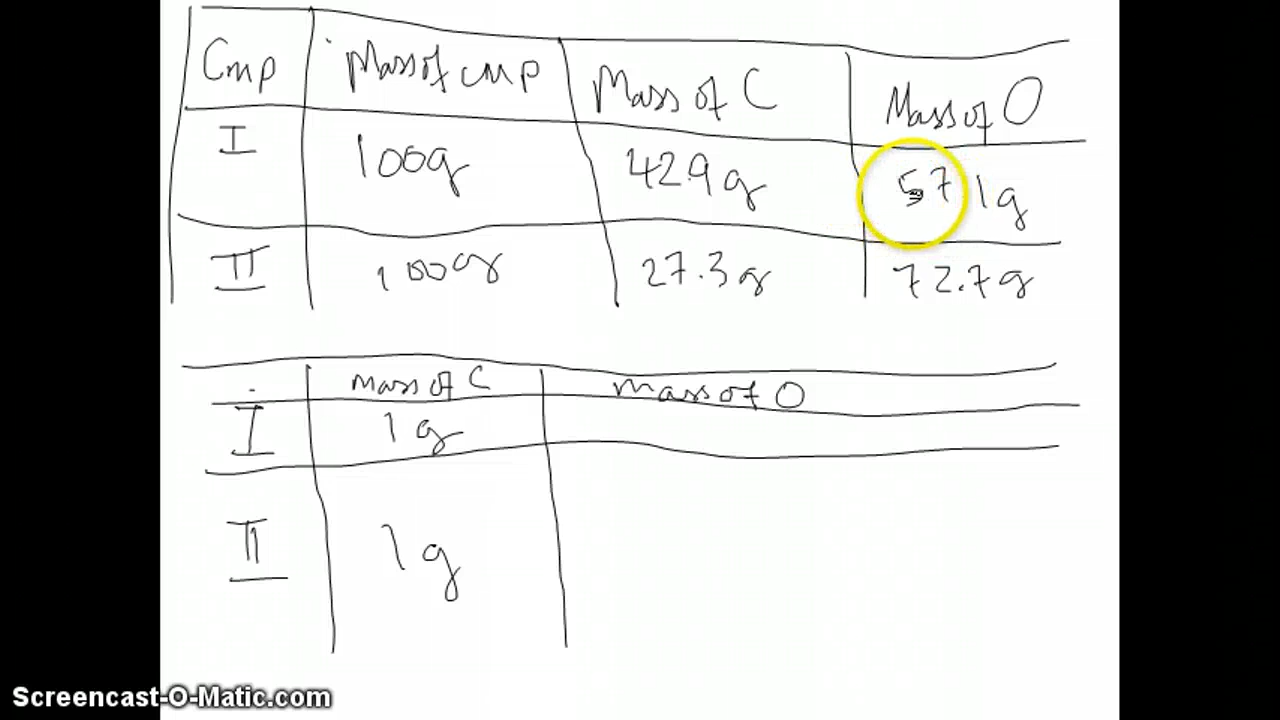 Cmp Mass of cmp Mass of C Mass of O
I 100g 42.9g 57.1g
II 100g 27.3g 72.7g
mass of C mass of O
I 1g
II 1g
Screencast-O-Matic.com